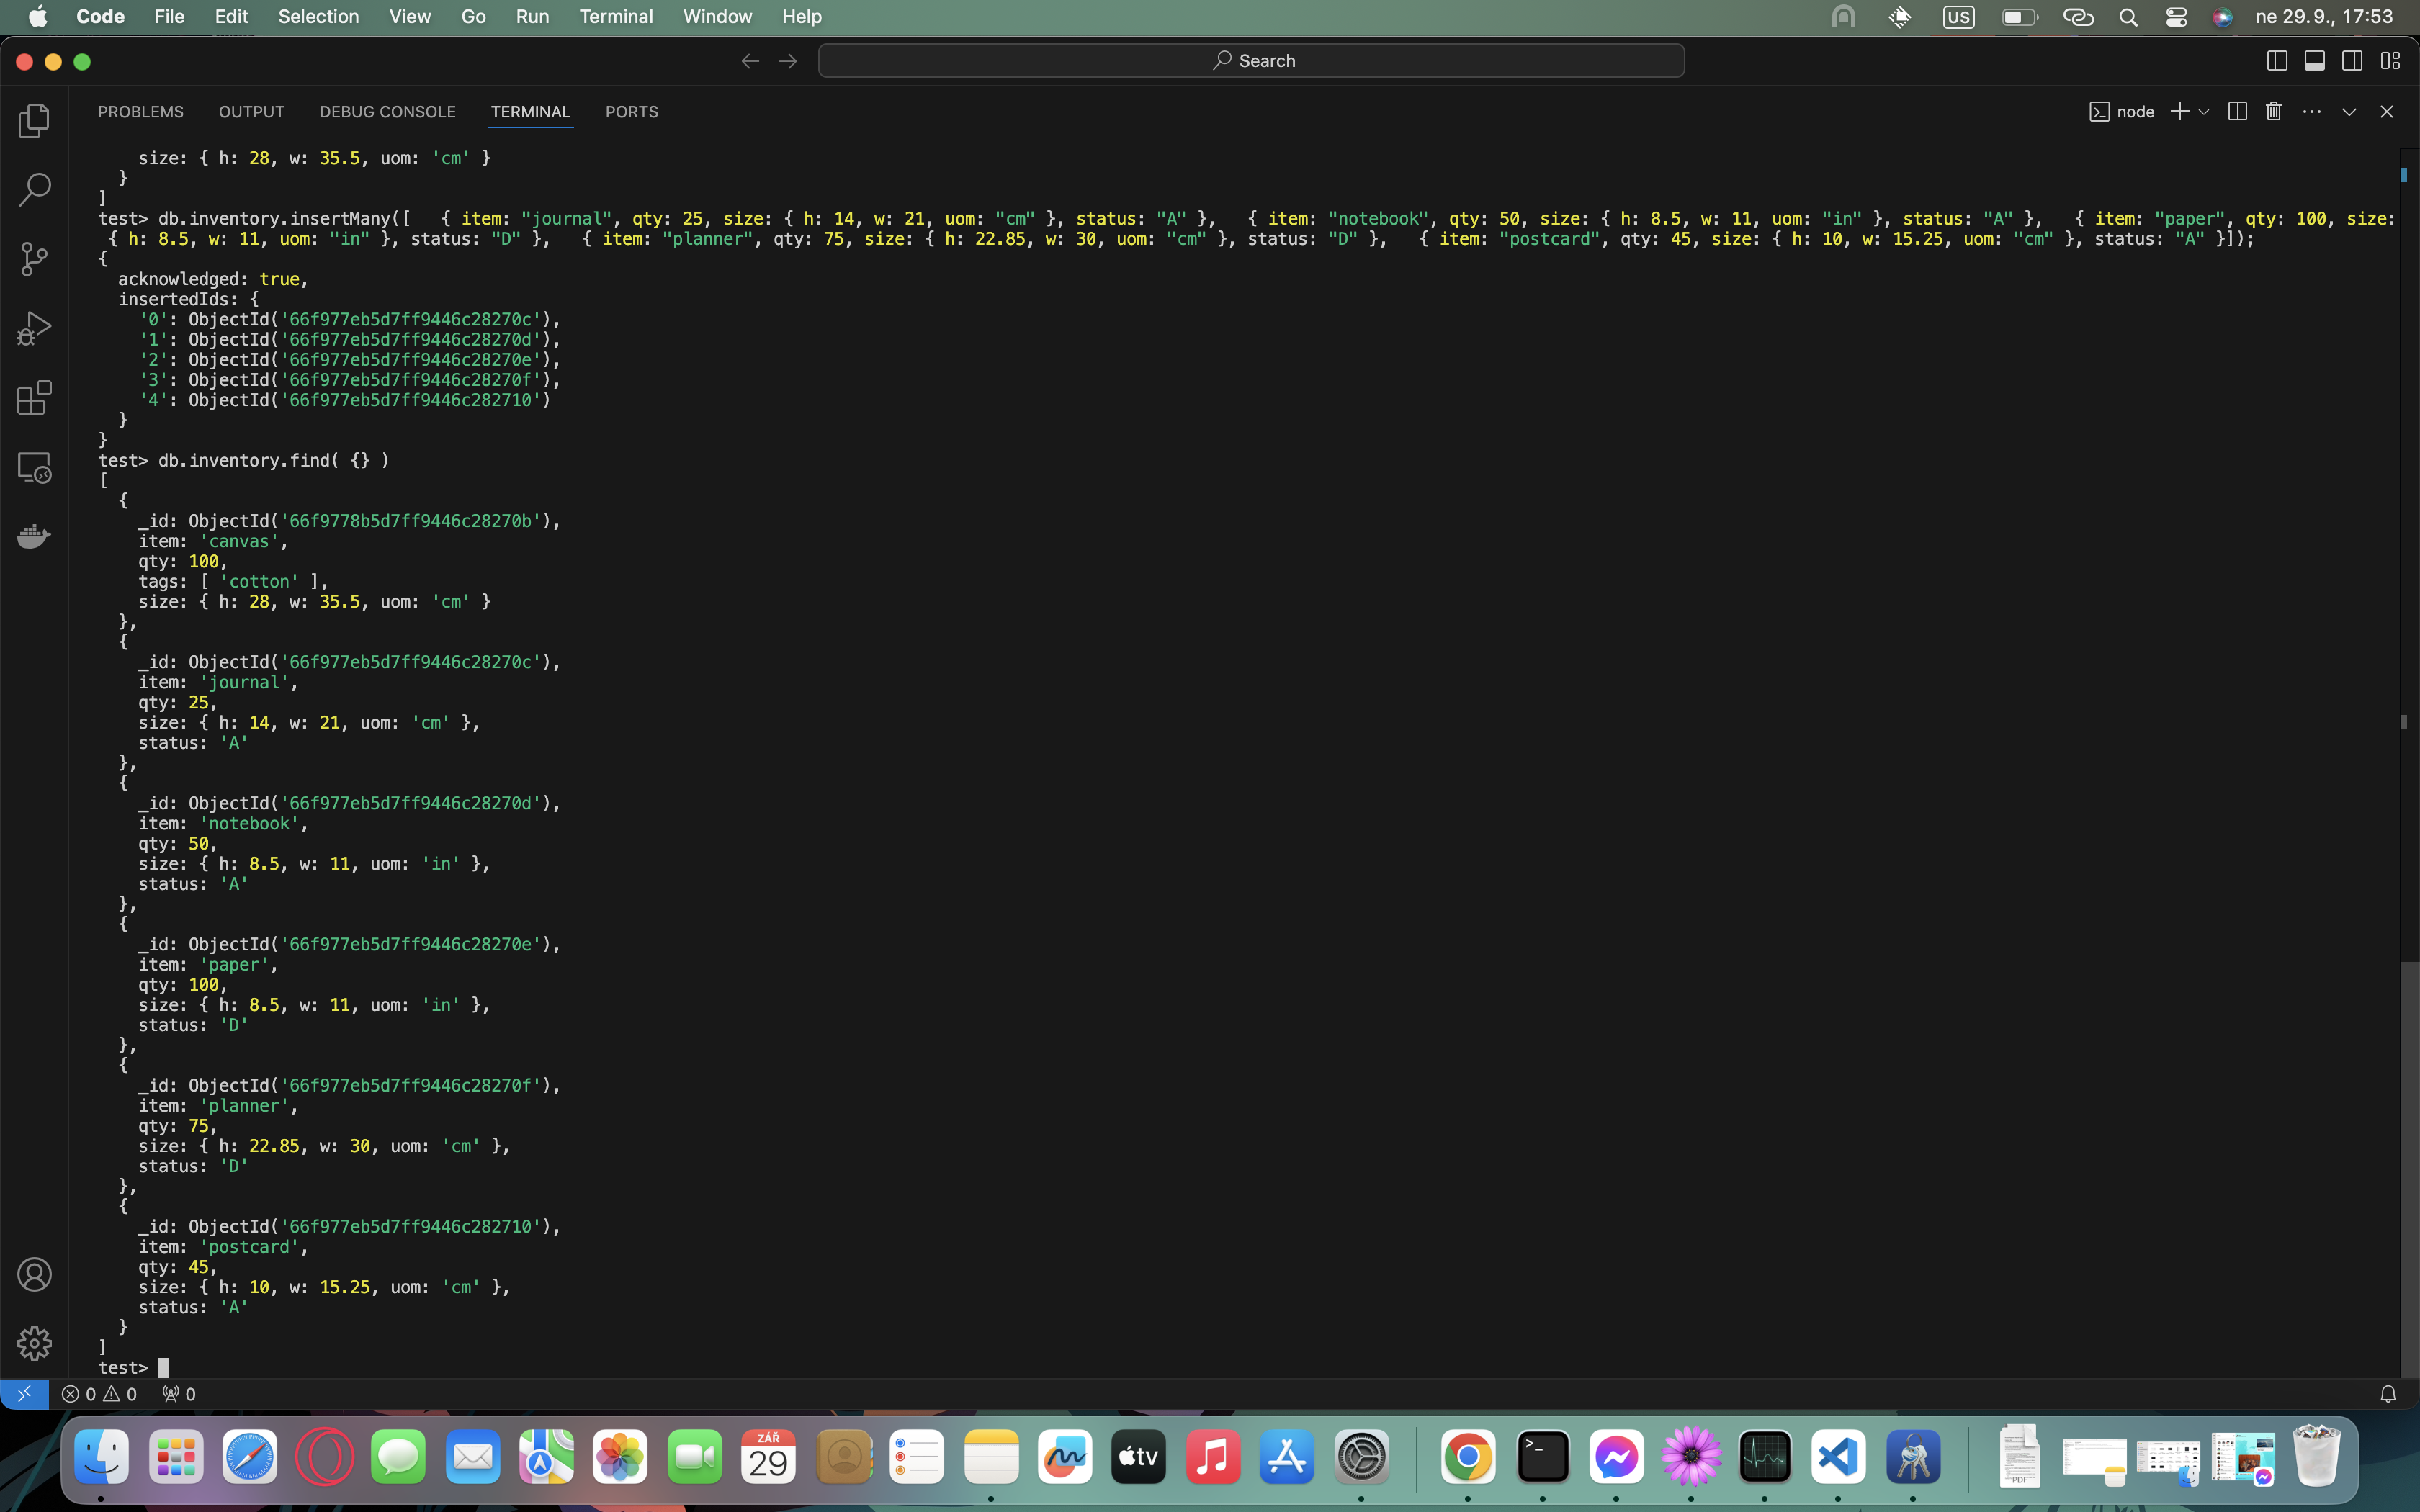 Code File Edit Selection View Go Run Terminal Window Help US ne 29. 9., 17:53
Search
PROBLEMS OUTPUT DEBUG CONSOLE TERMINAL PORTS node
size: { h: 28, w: 35.5, uom: 'cm' }
}
]
test> db.inventory.insertMany([ { item: "journal", qty: 25, size: { h: 14, w: 21, uom: "cm" }, status: "A" }, { item: "notebook", qty: 50, size: { h: 8.5, w: 11, uom: "in" }, status: "A" }, { item: "paper", qty: 100, size:
{ h: 8.5, w: 11, uom: "in" }, status: "D" }, { item: "planner", qty: 75, size: { h: 22.85, w: 30, uom: "cm" }, status: "D" }, { item: "postcard", qty: 45, size: { h: 10, w: 15.25, uom: "cm" }, status: "A" }]);
{
acknowledged: true,
insertedIds: {
'0': ObjectId('66f977eb5d7ff9446c28270c'),
'1': ObjectId('66f977eb5d7ff9446c28270d'),
'2': ObjectId('66f977eb5d7ff9446c28270e'),
'3': ObjectId('66f977eb5d7ff9446c28270f'),
'4': ObjectId('66f977eb5d7ff9446c282710')
}
}
test> db.inventory.find( {} )
[
{
_id: ObjectId('66f9778b5d7ff9446c28270b'),
item: 'canvas',
qty: 100,
tags: [ 'cotton' ],
size: { h: 28, w: 35.5, uom: 'cm' }
},
{
_id: ObjectId('66f977eb5d7ff9446c28270c'),
item: 'journal',
qty: 25,
size: { h: 14, w: 21, uom: 'cm' },
status: 'A'
},
{
_id: ObjectId('66f977eb5d7ff9446c28270d'),
item: 'notebook',
qty: 50,
size: { h: 8.5, w: 11, uom: 'in' },
status: 'A'
},
{
_id: ObjectId('66f977eb5d7ff9446c28270e'),
item: 'paper',
qty: 100,
size: { h: 8.5, w: 11, uom: 'in' },
status: 'D'
},
{
_id: ObjectId('66f977eb5d7ff9446c28270f'),
item: 'planner',
qty: 75,
size: { h: 22.85, w: 30, uom: 'cm' },
status: 'D'
},
{
_id: ObjectId('66f977eb5d7ff9446c282710'),
item: 'postcard',
qty: 45,
size: { h: 10, w: 15.25, uom: 'cm' },
status: 'A'
}
]
test>
0 0 0
ZÁŘ
29
tv
>_
PDF